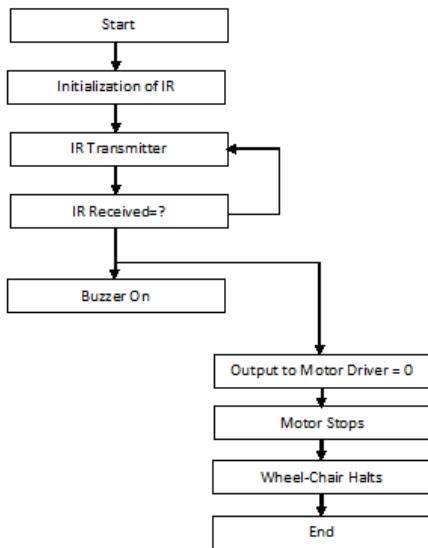 Start
Initialization of IR
IR Transmitter
IR Received=?
Buzzer On
Output to Motor Driver = 0
Motor Stops
Wheel-Chair Halts
End